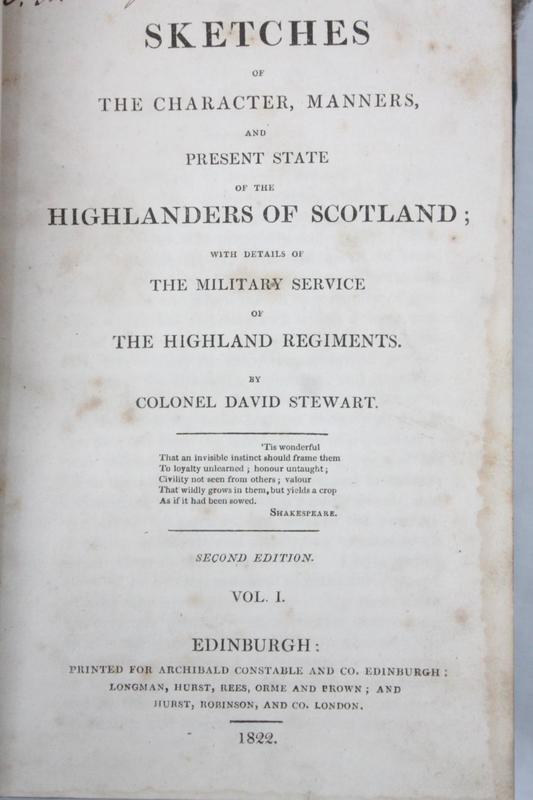 SKETCHES
OF
THE CHARACTER, MANNERS,
AND
PRESENT STATE
OF THE
HIGHLANDERS OF SCOTLAND;
WITH DETAILS OF
THE MILITARY SERVICE
OF
THE HIGHLAND REGIMENTS.
BY
COLONEL DAVID STEWART.
'Tis wonderful
That an invisible instinct should frame them
To loyalty unlearned; honour untaught;
Civility not seen from others; valour
That wildly grows in them, but yields a crop
As if it had been sowed.
SHAKESPEARE.
SECOND EDITION.
VOL. I.
EDINBURGH:
PRINTED FOR ARCHIBALD CONSTABLE AND CO. EDINBURGH:
LONGMAN, HURST, REES, ORME AND BROWN; AND
HURST, ROBINSON, AND CO. LONDON.
1822.